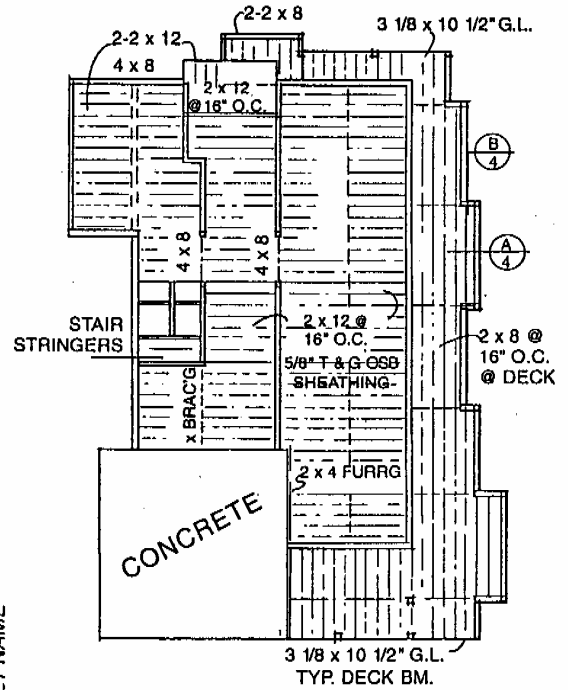 2-2 x 8
3 1/8 x 10 1/2" G.L.
2-2 x 12
4 x 8
2 x 12
@16" O.C.
B
4
A
4
4 x 8
4 x 8
STAIR
STRINGERS
2 x 12 @
16" O.C.
5/8" T & G OSB
SHEATHING
2 x 8 @
16" O.C.
@ DECK
x BRAC'G
2 x 4 FURRG
CONCRETE
3 1/8 x 10 1/2" G.L.
TYP. DECK BM.
NAME